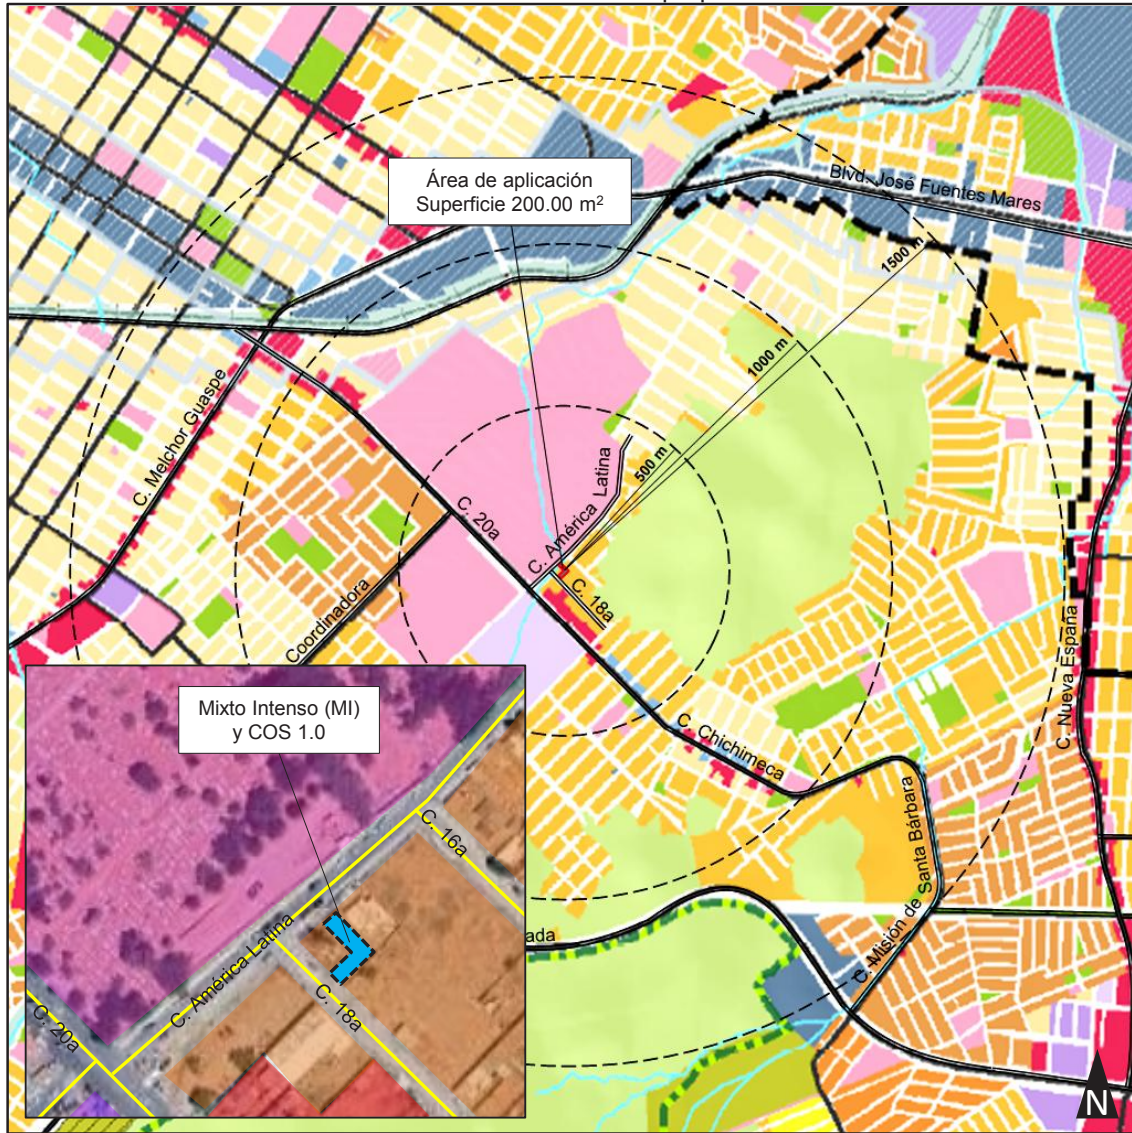 Área de aplicación
Superficie 200.00 m²
Blvd. José Fuentes Mares
1500 m
1000 m
500 m
C. Melchor Guaspe
C. 20a
C. América Latina
C. 18a
Coordinadora
C. Nueva España
C. Chichimeca
C. Misión de Santa Bárbara
ada
Mixto Intenso (MI)
y COS 1.0
C. 16a
C. América Latina
C. 18a
C. 20a
N